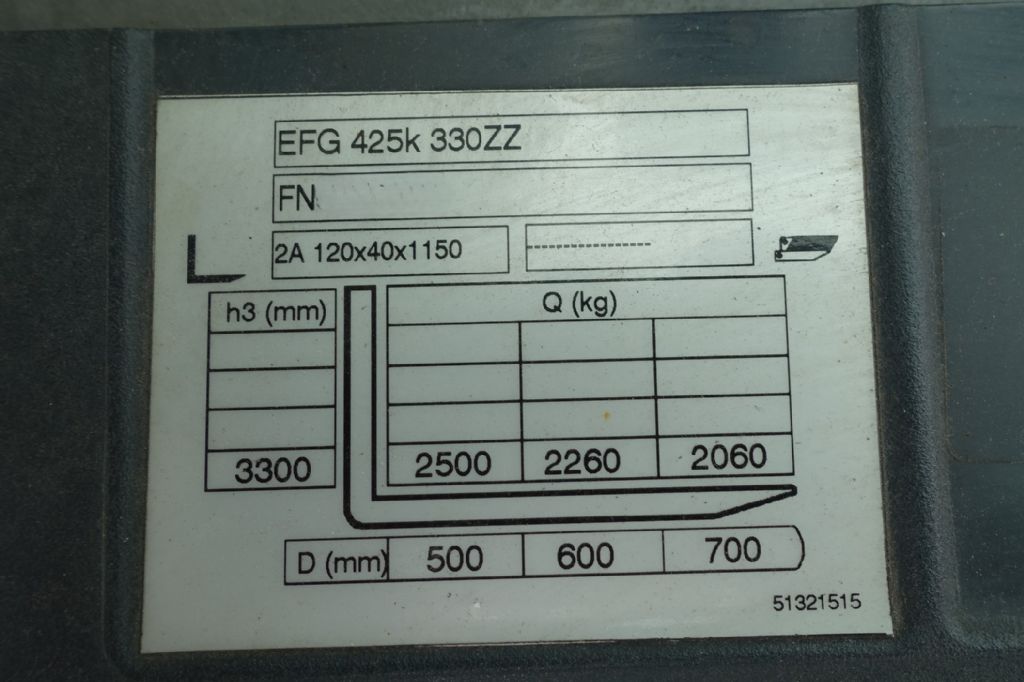 EFG 425k 330ZZ
FN
2A 120x40x1150 --------------------
h3 (mm) Q (kg)
3300 2500 2260 2060
D (mm) 500 600 700
51321515